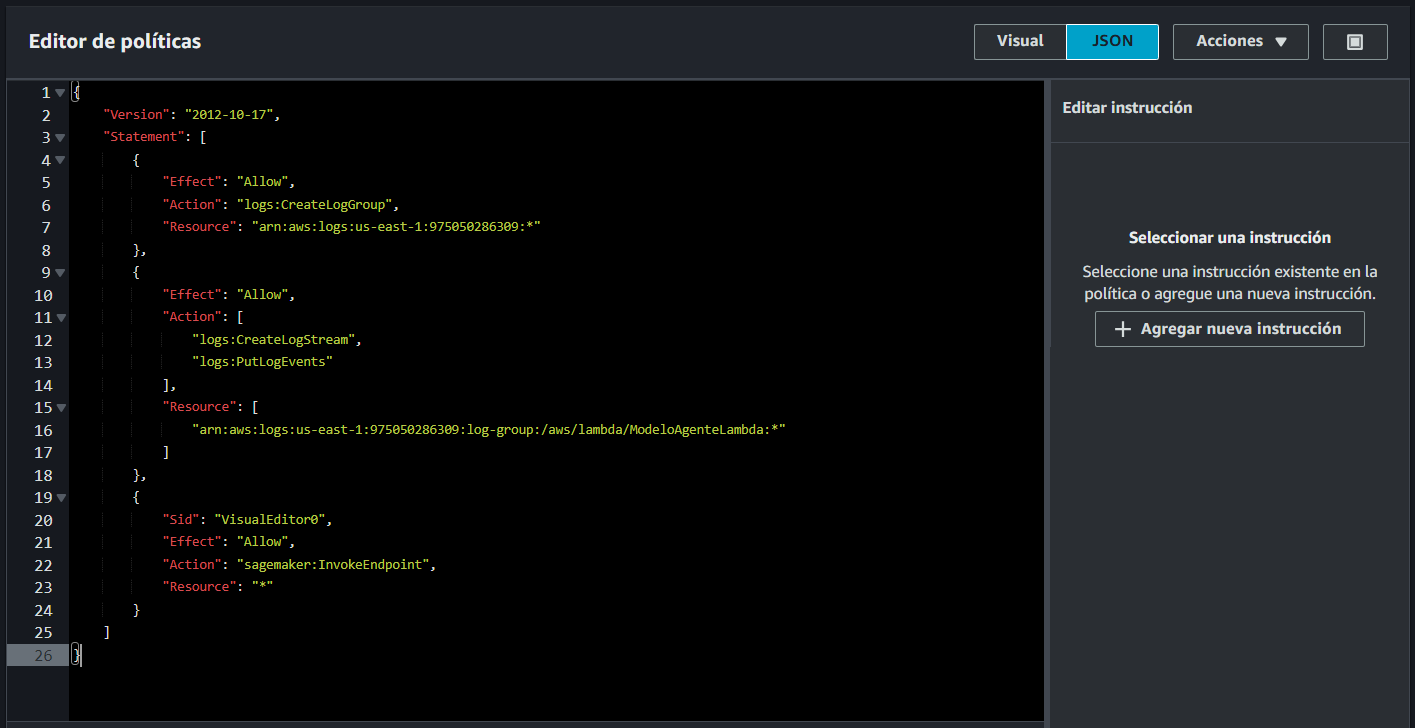 Editor de políticas
Visual
JSON
Acciones
1 {
2 "Version": "2012-10-17",
3 "Statement": [
4 {
5 "Effect": "Allow",
6 "Action": "logs:CreateLogGroup",
7 "Resource": "arn:aws:logs:us-east-1:975050286309:*"
8 },
9 {
10 "Effect": "Allow",
11 "Action": [
12 "logs:CreateLogStream",
13 "logs:PutLogEvents"
14 ],
15 "Resource": [
16 "arn:aws:logs:us-east-1:975050286309:log-group:/aws/lambda/ModeloAgenteLambda:*"
17 ]
18 },
19 {
20 "Sid": "VisualEditor0",
21 "Effect": "Allow",
22 "Action": "sagemaker:InvokeEndpoint",
23 "Resource": "*"
24 }
25 ]
26 }
Editar instrucción
Seleccionar una instrucción
Seleccione una instrucción existente en la
política o agregue una nueva instrucción.
+ Agregar nueva instrucción